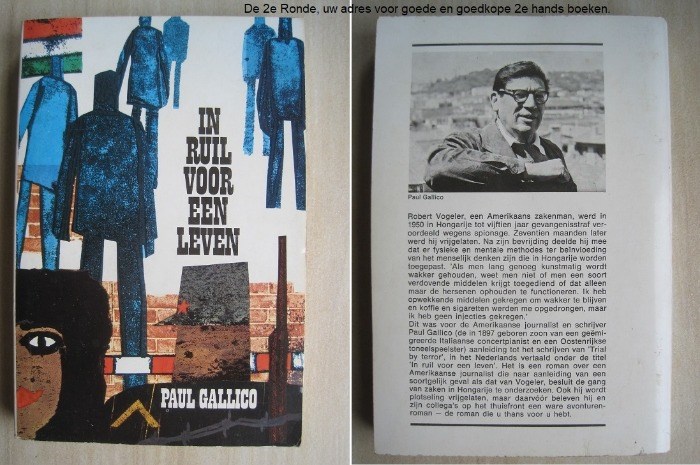 De 2e Ronde, uw adres voor goede en goedkope 2e hands boeken.
IN
RUIL
VOOR
EEN
LEVEN
PAUL GALLICO
Paul Gallico
Robert Vogeler, een Amerikaans zakenman, werd in
1950 in Hongarije tot vijftien jaar gevangenisstraf ver-
oordeeld wegens spionage. Zeventien maanden later
werd hij vrijgelaten. Na zijn bevrijding deelde hij mee
dat er fysieke en mentale methodes ter beïnvloeding
van het menselijk denken zijn die in Hongarije worden
toegepast. 'Als men lang genoeg kunstmatig wordt
wakker gehouden, weet men niet of men een soort
verdovende middelen krijgt toegediend of dat alleen
maar de hersenen ophouden te functioneren. Ik heb
opwekkende middelen gekregen om wakker te blijven
en koffie en sigaretten werden me opgedrongen, maar
ik heb geen injecties gekregen.'
Dit was voor de Amerikaanse journalist en schrijver
Paul Gallico (de in 1897 geboren zoon van een geëmi-
greerde Italiaanse concertpianist en een Oostenrijkse
toneelspeelster) aanleiding tot het schrijven van 'Trial
by terror', in het Nederlands vertaald onder de titel
'In ruil voor een leven'. Het is een roman over een
Amerikaanse journalist die naar aanleiding van een
soortgelijk geval als dat van Vogeler, besluit de gang
van zaken in Hongarije te onderzoeken. Ook hij wordt
plotseling vrijgelaten, maar daarvóór beleven hij en
zijn collega's op het thuisfront een ware avonturen-
roman — de roman die u thans voor u hebt.